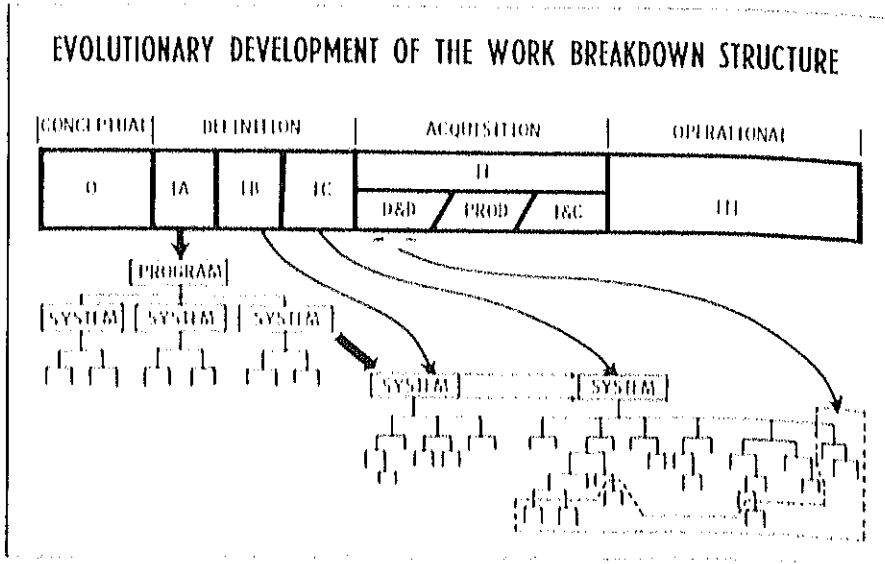 EVOLUTIONARY DEVELOPMENT OF THE WORK BREAKDOWN STRUCTURE
CONCEPTUAL DEFINITION ACQUISITION OPERATIONAL
O IA IB IC II III
D&D PROD I&C
PROGRAM
SYSTEM SYSTEM SYSTEM
SYSTEM SYSTEM